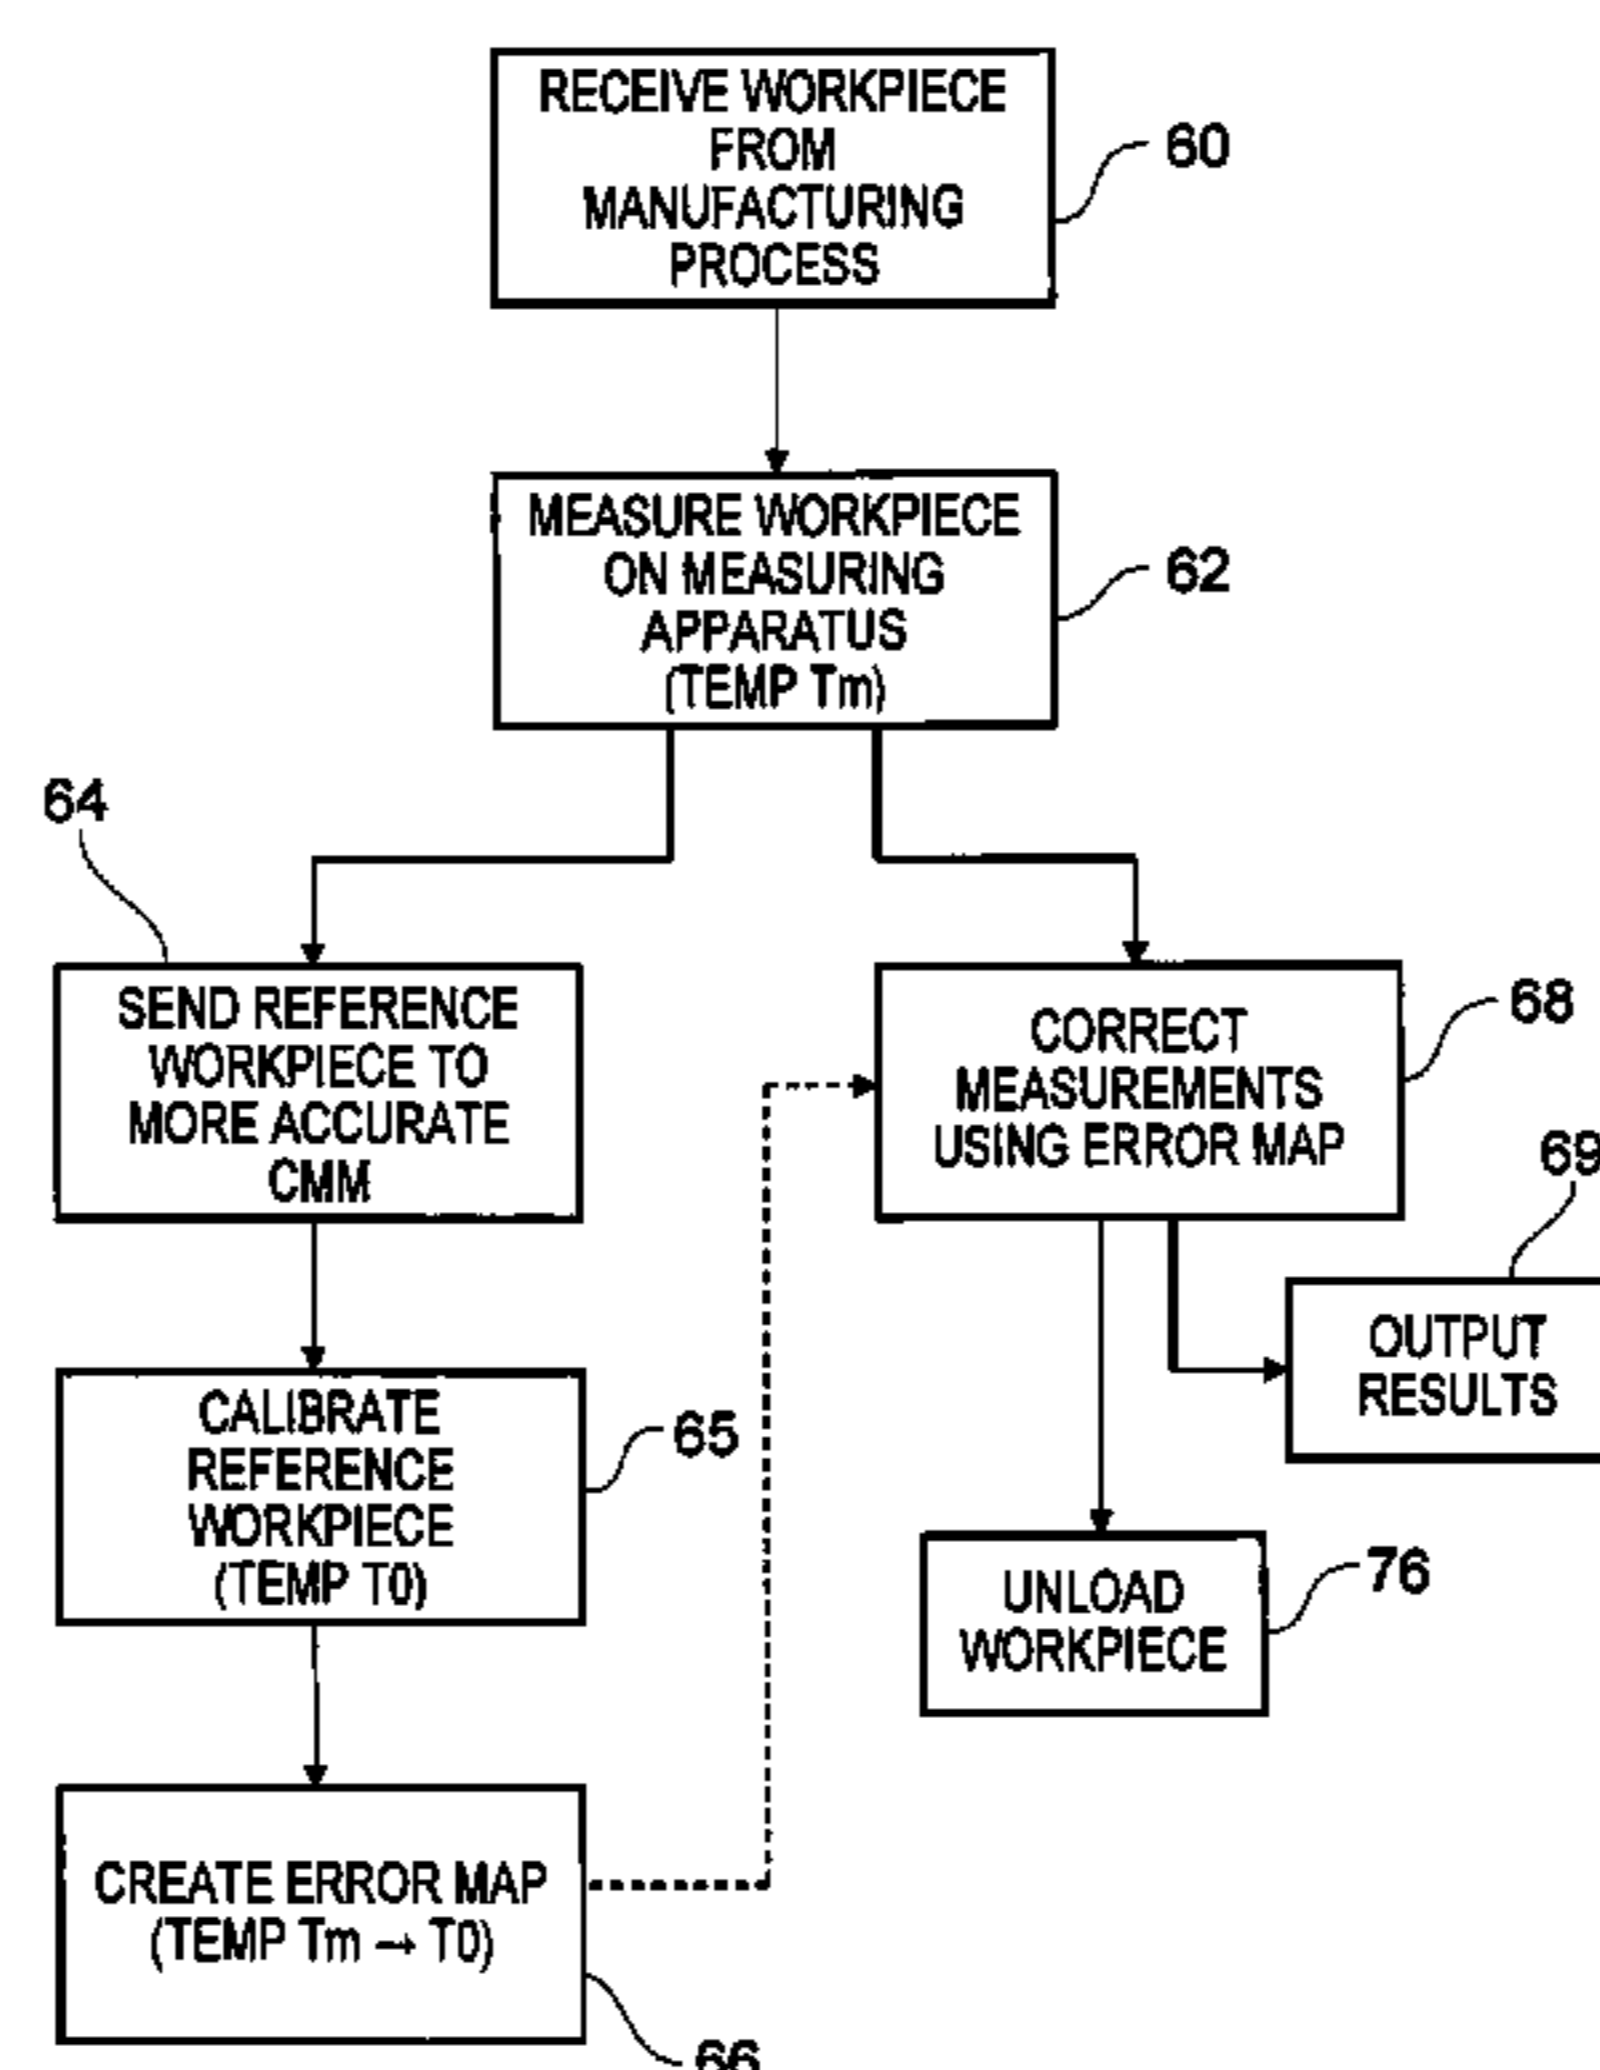 RECEIVE WORKPIECE
FROM
MANUFACTURING
PROCESS
60
MEASURE WORKPIECE
ON MEASURING
APPARATUS
(TEMP Tm)
62
64
SEND REFERENCE
WORKPIECE TO
MORE ACCURATE
CMM
CORRECT
MEASUREMENTS
USING ERROR MAP
68
69
OUTPUT
RESULTS
CALIBRATE
REFERENCE
WORKPIECE
(TEMP T0)
65
UNLOAD
WORKPIECE
76
CREATE ERROR MAP
(TEMP Tm → T0)
66